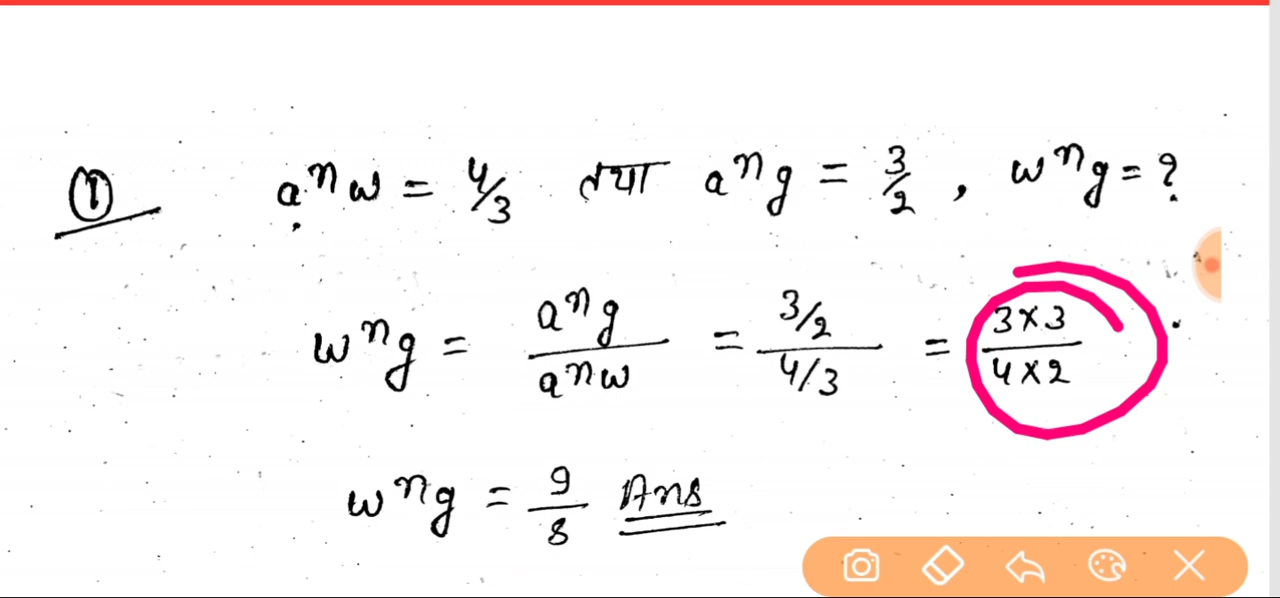 ① aⁿw = 4/3 तथा aⁿg = 3/2 , wⁿg = ?
wⁿg = aⁿg / aⁿw = 3/2 / 4/3 = 3×3 / 4×2
wⁿg = 9/8 Ans